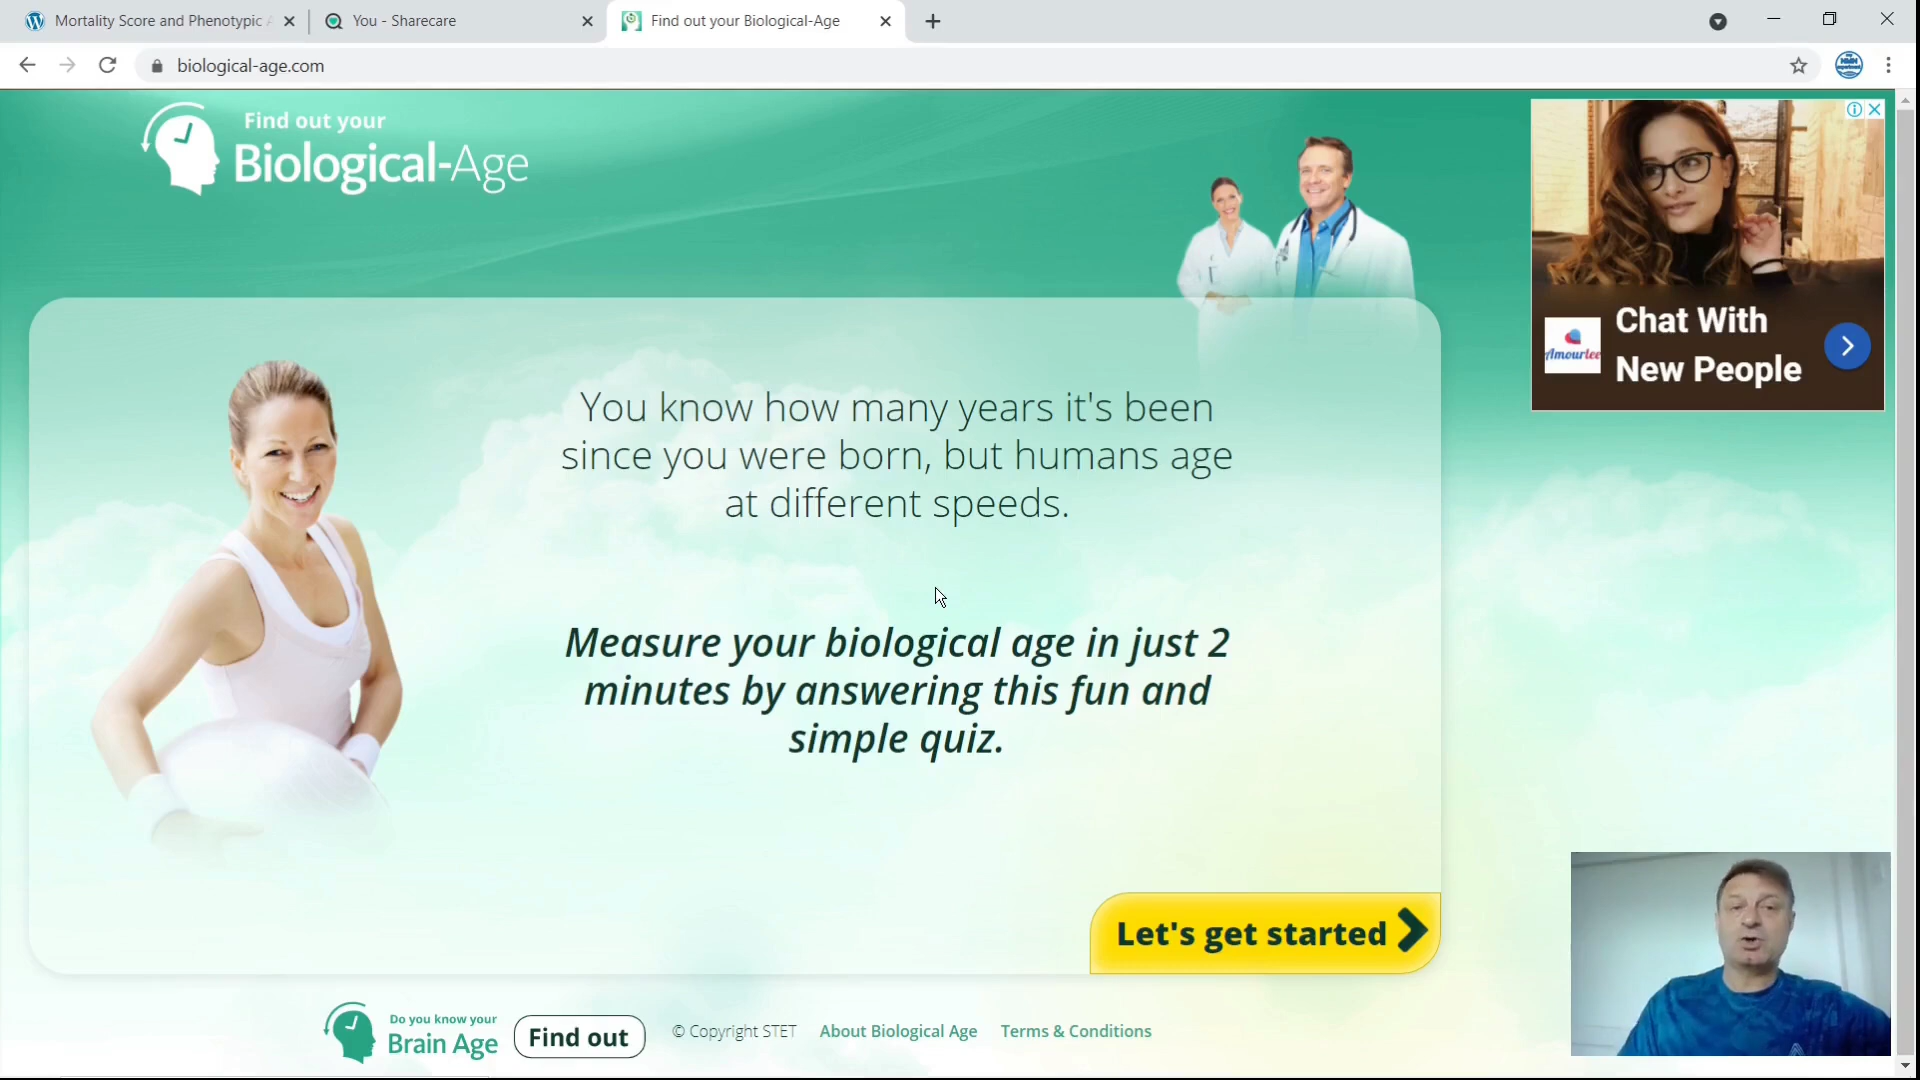 Mortality Score and Phenotypic A
You - Sharecare
Find out your Biological-Age
biological-age.com
Find out your
Biological-Age
Chat With
New People
Amourlee
You know how many years it's been
since you were born, but humans age
at different speeds.
Measure your biological age in just 2
minutes by answering this fun and
simple quiz.
Let's get started
Do you know your
Brain Age
Find out
© Copyright STET
About Biological Age
Terms & Conditions